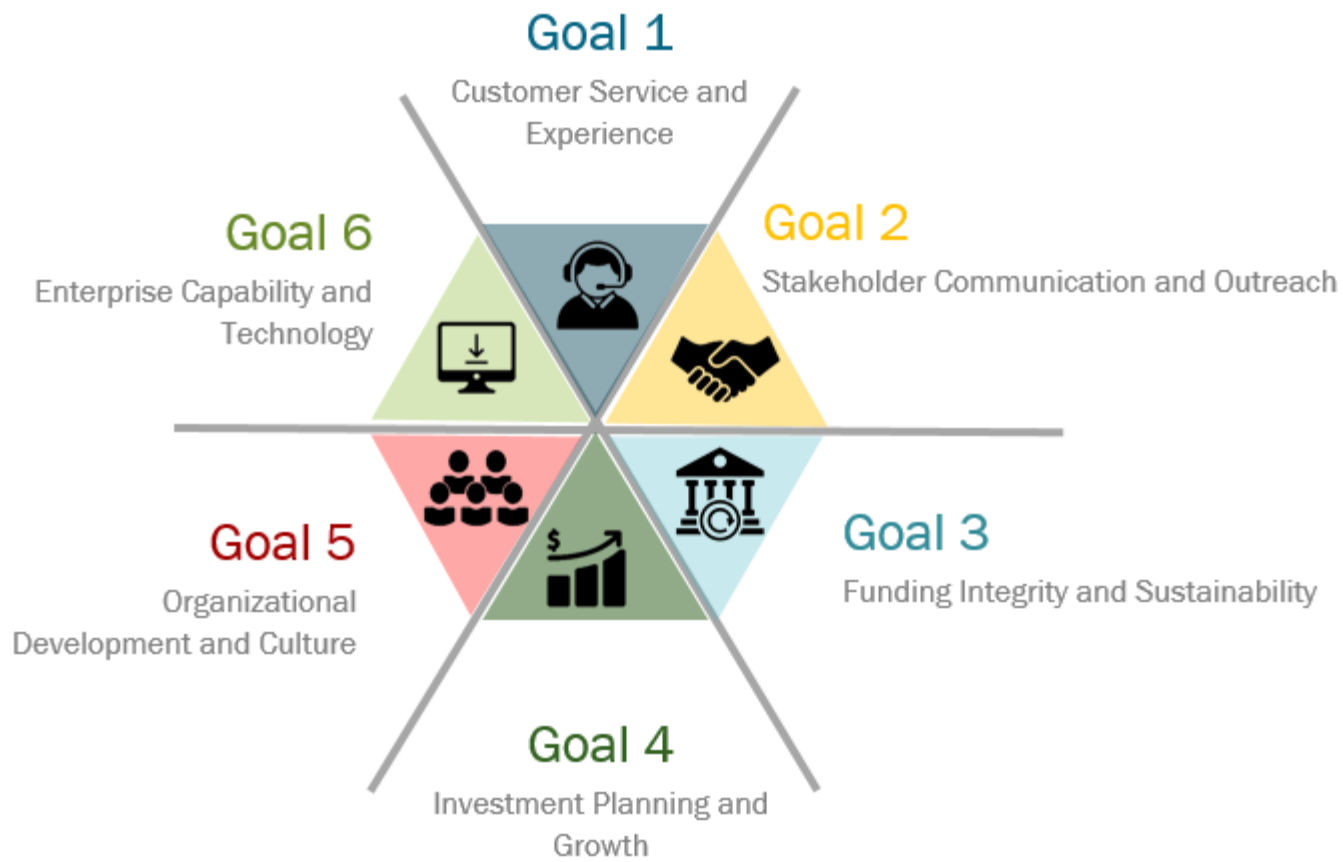 Goal 1
Customer Service and
Experience
Goal 2
Stakeholder Communication and Outreach
Goal 3
Funding Integrity and Sustainability
Goal 4
Investment Planning and
Growth
Goal 5
Organizational
Development and Culture
Goal 6
Enterprise Capability and
Technology
$